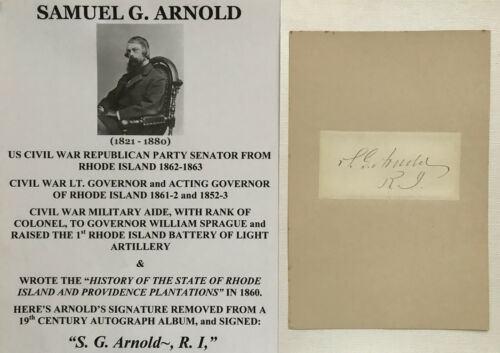 SAMUEL G. ARNOLD
(1821 - 1880)
US CIVIL WAR REPUBLICAN PARTY SENATOR FROM
RHODE ISLAND 1862-1863
CIVIL WAR LT. GOVERNOR and ACTING GOVERNOR
OF RHODE ISLAND 1861-2 and 1852-3
CIVIL WAR MILITARY AIDE, WITH RANK OF
COLONEL, TO GOVERNOR WILLIAM SPRAGUE and
RAISED THE 1st RHODE ISLAND BATTERY OF LIGHT
ARTILLERY
&
WROTE THE "HISTORY OF THE STATE OF RHODE
ISLAND AND PROVIDENCE PLANTATIONS" IN 1860.
HERE'S ARNOLD'S SIGNATURE REMOVED FROM A
19th CENTURY AUTOGRAPH ALBUM, and SIGNED:
"S. G. Arnold~, R. I,"
S. G. Arnold
R. I.